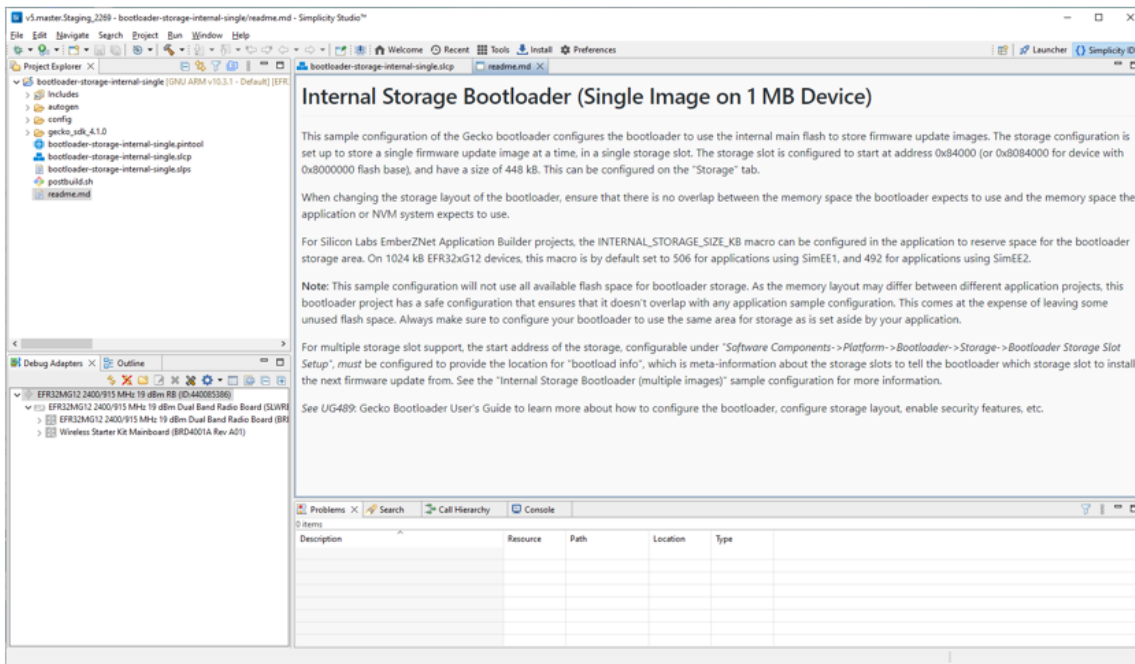 v5.master.Staging_2269 - bootloader-storage-internal-single/readme.md - Simplicity Studio™
File Edit Navigate Search Project Run Window Help
Welcome Recent Tools Install Preferences Launcher {} Simplicity ID
Project Explorer
bootloader-storage-internal-single [GNU ARM v10.3.1 - Default] [EFR
Includes
autogen
config
gecko_sdk_4.1.0
bootloader-storage-internal-single.pintool
bootloader-storage-internal-single.slcp
bootloader-storage-internal-single.slps
postbuild.sh
readme.md
bootloader-storage-internal-single.slcp readme.md
Internal Storage Bootloader (Single Image on 1 MB Device)
This sample configuration of the Gecko bootloader configures the bootloader to use the internal main flash to store firmware update images. The storage configuration is
set up to store a single firmware update image at a time, in a single storage slot. The storage slot is configured to start at address 0x84000 (or 0x8084000 for device with
0x8000000 flash base), and have a size of 448 kB. This can be configured on the "Storage" tab.
When changing the storage layout of the bootloader, ensure that there is no overlap between the memory space the bootloader expects to use and the memory space the
application or NVM system expects to use.
For Silicon Labs EmberZNet Application Builder projects, the INTERNAL_STORAGE_SIZE_KB macro can be configured in the application to reserve space for the bootloader
storage area. On 1024 kB EFR32xG12 devices, this macro is by default set to 506 for applications using SimEE1, and 492 for applications using SimEE2.
Note: This sample configuration will not use all available flash space for bootloader storage. As the memory layout may differ between different application projects, this
bootloader project has a safe configuration that ensures that it doesn't overlap with any application sample configuration. This comes at the expense of leaving some
unused flash space. Always make sure to configure your bootloader to use the same area for storage as is set aside by your application.
For multiple storage slot support, the start address of the storage, configurable under "Software Components->Platform->Bootloader->Storage->Bootloader Storage Slot
Setup", must be configured to provide the location for "bootload info", which is meta-information about the storage slots to tell the bootloader which storage slot to install
the next firmware update from. See the "Internal Storage Bootloader (multiple images)" sample configuration for more information.
See UG489: Gecko Bootloader User's Guide to learn more about how to configure the bootloader, configure storage layout, enable security features, etc.
Debug Adapters Outline
EFR32MG12 2400/915 MHz 19 dBm RB (ID:440085386)
EFR32MG12 2400/915 MHz 19 dBm Dual Band Radio Board (SLWRB
EFR32MG12 2400/915 MHz 19 dBm Dual Band Radio Board (BRI
Wireless Starter Kit Mainboard (BRD4001A Rev A01)
Problems Search Call Hierarchy Console
0 items
Description Resource Path Location Type